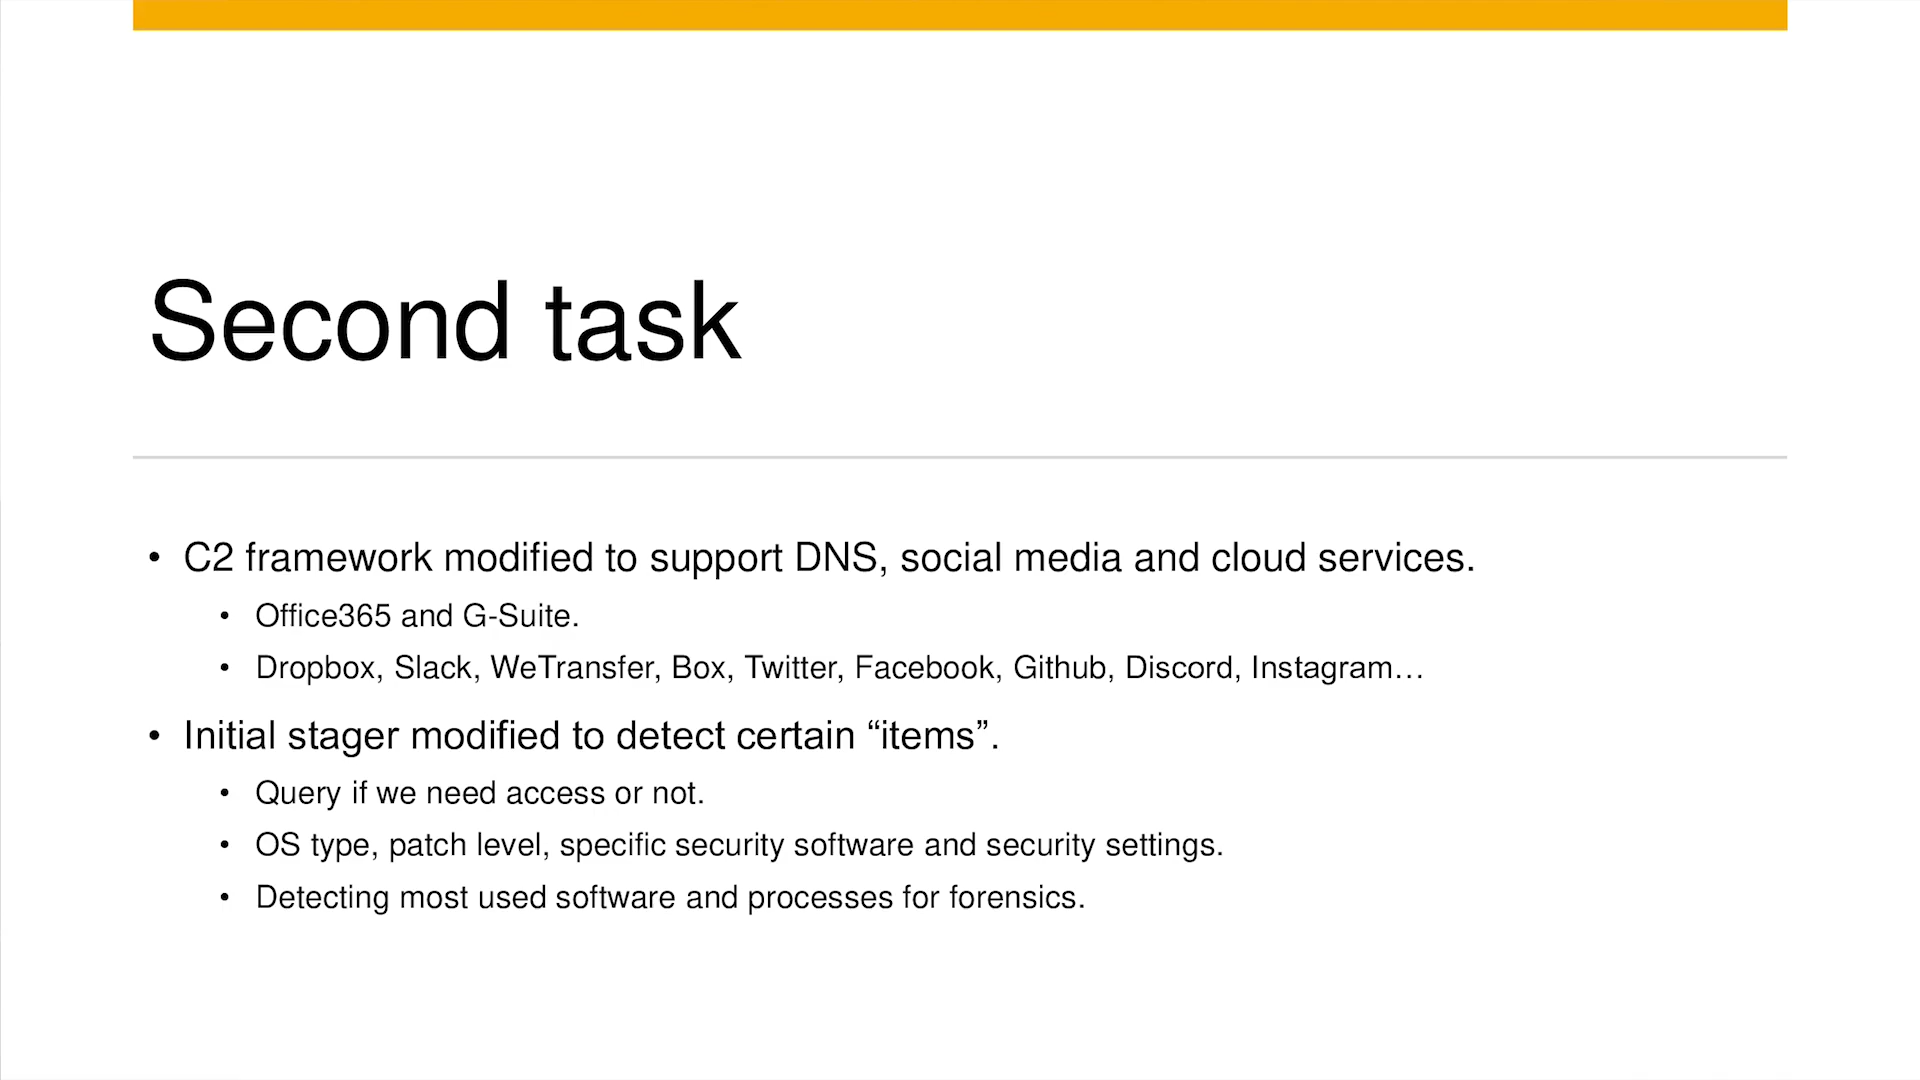 Second task
• C2 framework modified to support DNS, social media and cloud services.
• Office365 and G-Suite.
• Dropbox, Slack, WeTransfer, Box, Twitter, Facebook, Github, Discord, Instagram…
• Initial stager modified to detect certain “items”.
• Query if we need access or not.
• OS type, patch level, specific security software and security settings.
• Detecting most used software and processes for forensics.